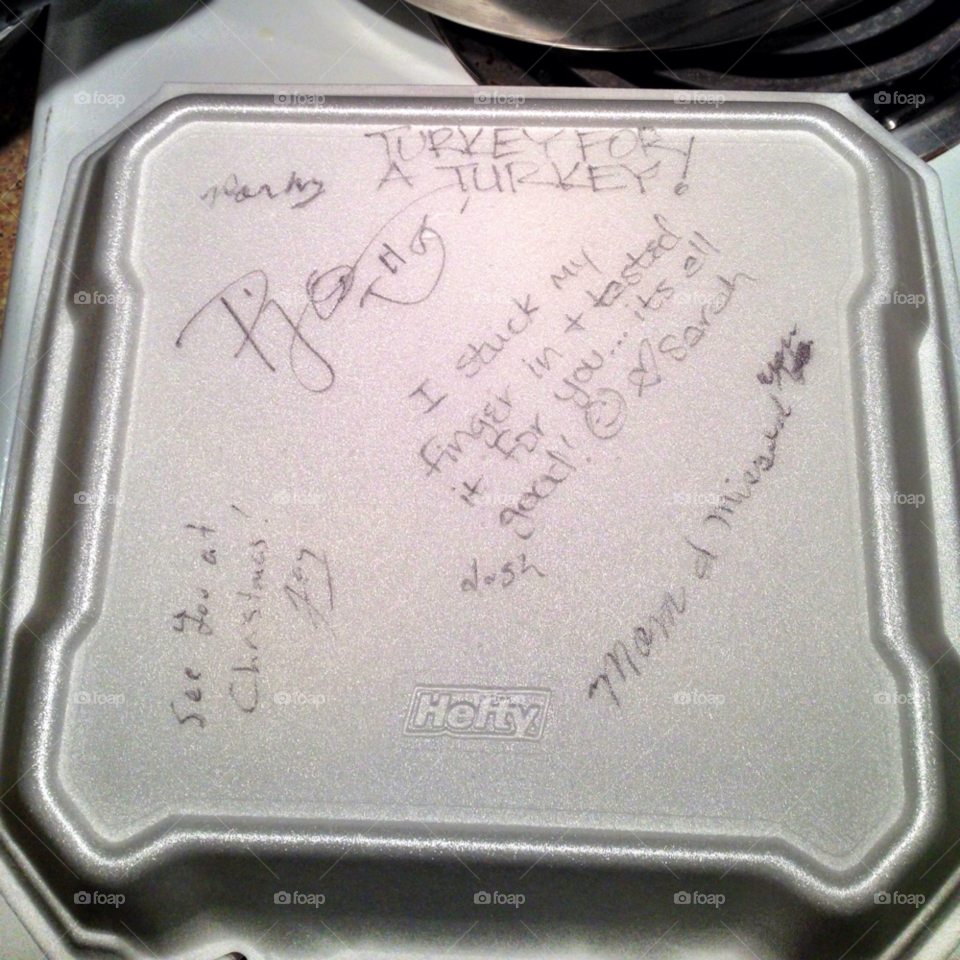 TURKEY FOR
A TURKEY!
I stuck my
finger in & tasted
it for you... its all
good! Sarah
Mom
I missed you
See you at
Christmas!
Joy
Hefty